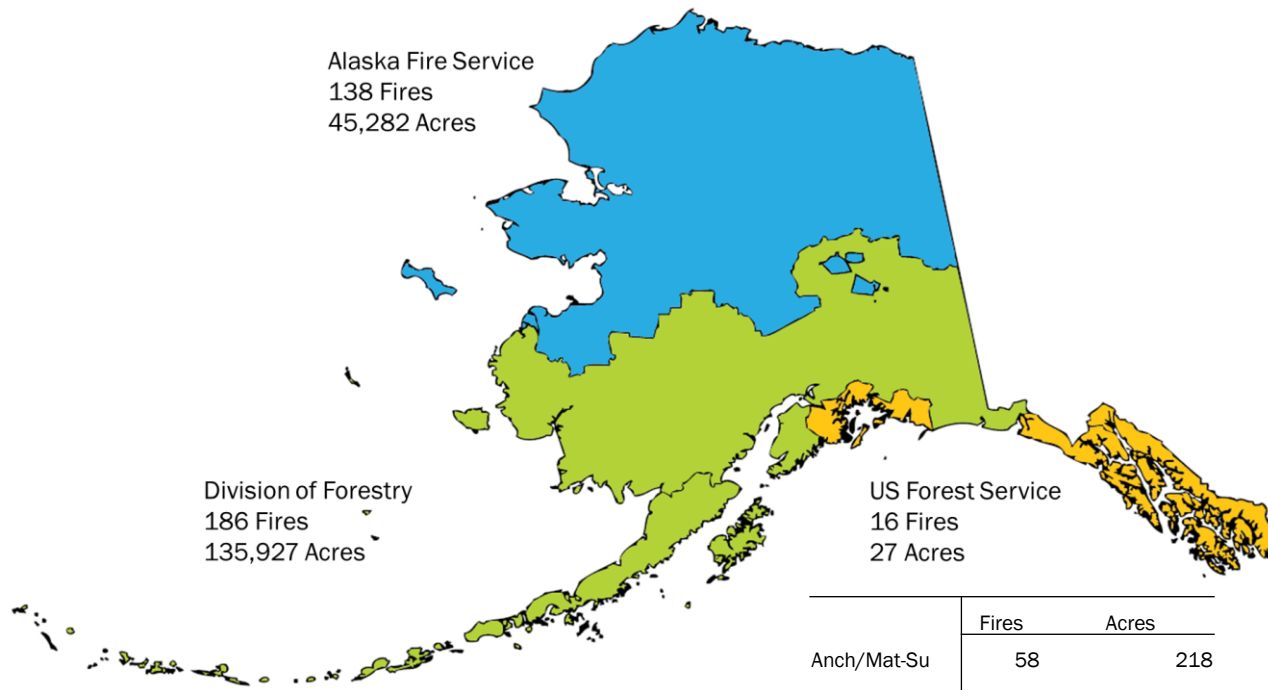 Alaska Fire Service
138 Fires
45,282 Acres
Division of Forestry
186 Fires
135,927 Acres
US Forest Service
16 Fires
27 Acres
Fires Acres
Anch/Mat-Su 58 218